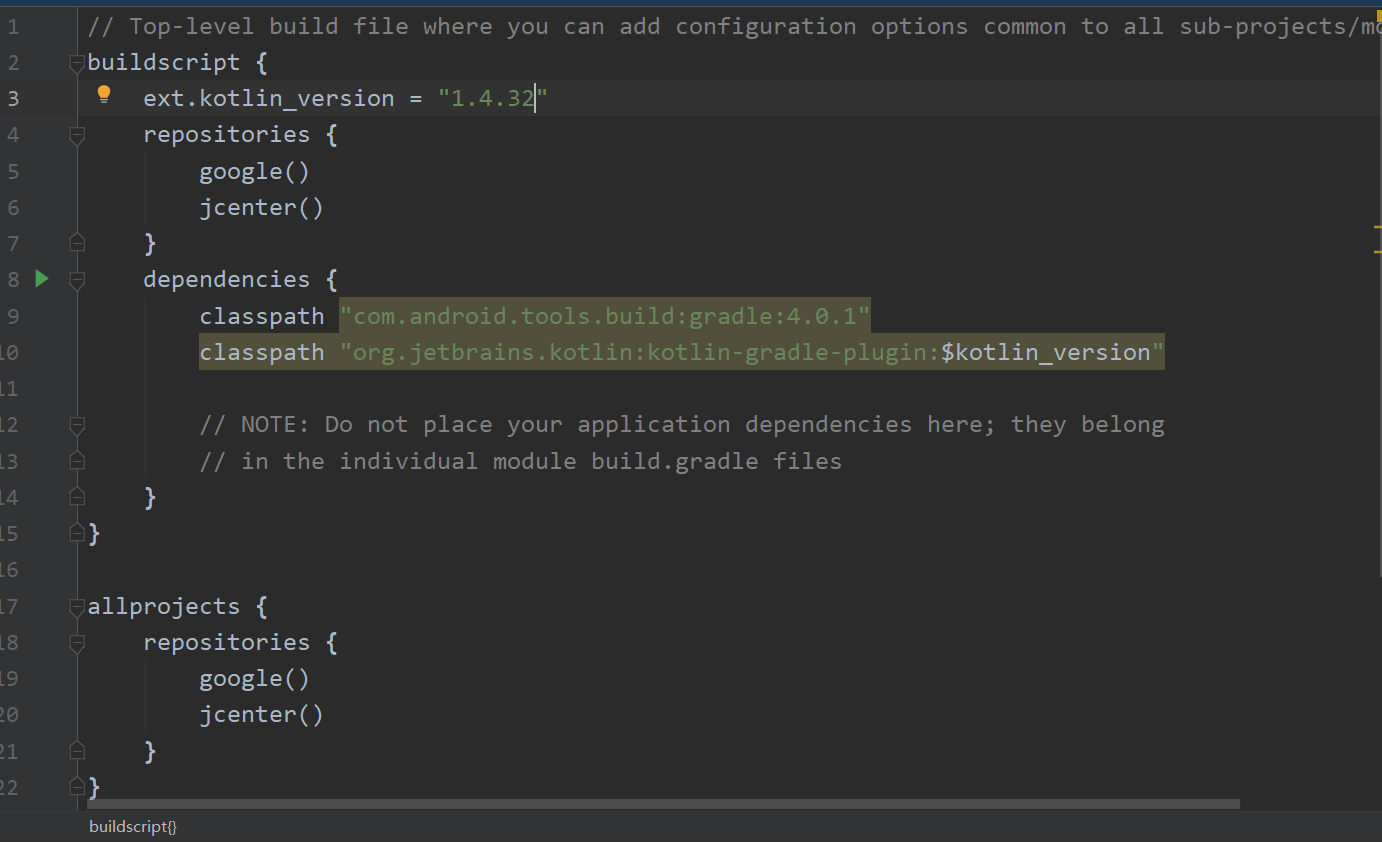 1 // Top-level build file where you can add configuration options common to all sub-projects/mo
2 buildscript {
3 ext.kotlin_version = "1.4.32"
4 repositories {
5 google()
6 jcenter()
7 }
8 dependencies {
9 classpath "com.android.tools.build:gradle:4.0.1"
10 classpath "org.jetbrains.kotlin:kotlin-gradle-plugin:$kotlin_version"
11
12 // NOTE: Do not place your application dependencies here; they belong
13 // in the individual module build.gradle files
14 }
15 }
16
17 allprojects {
18 repositories {
19 google()
20 jcenter()
21 }
22 }
buildscript{}